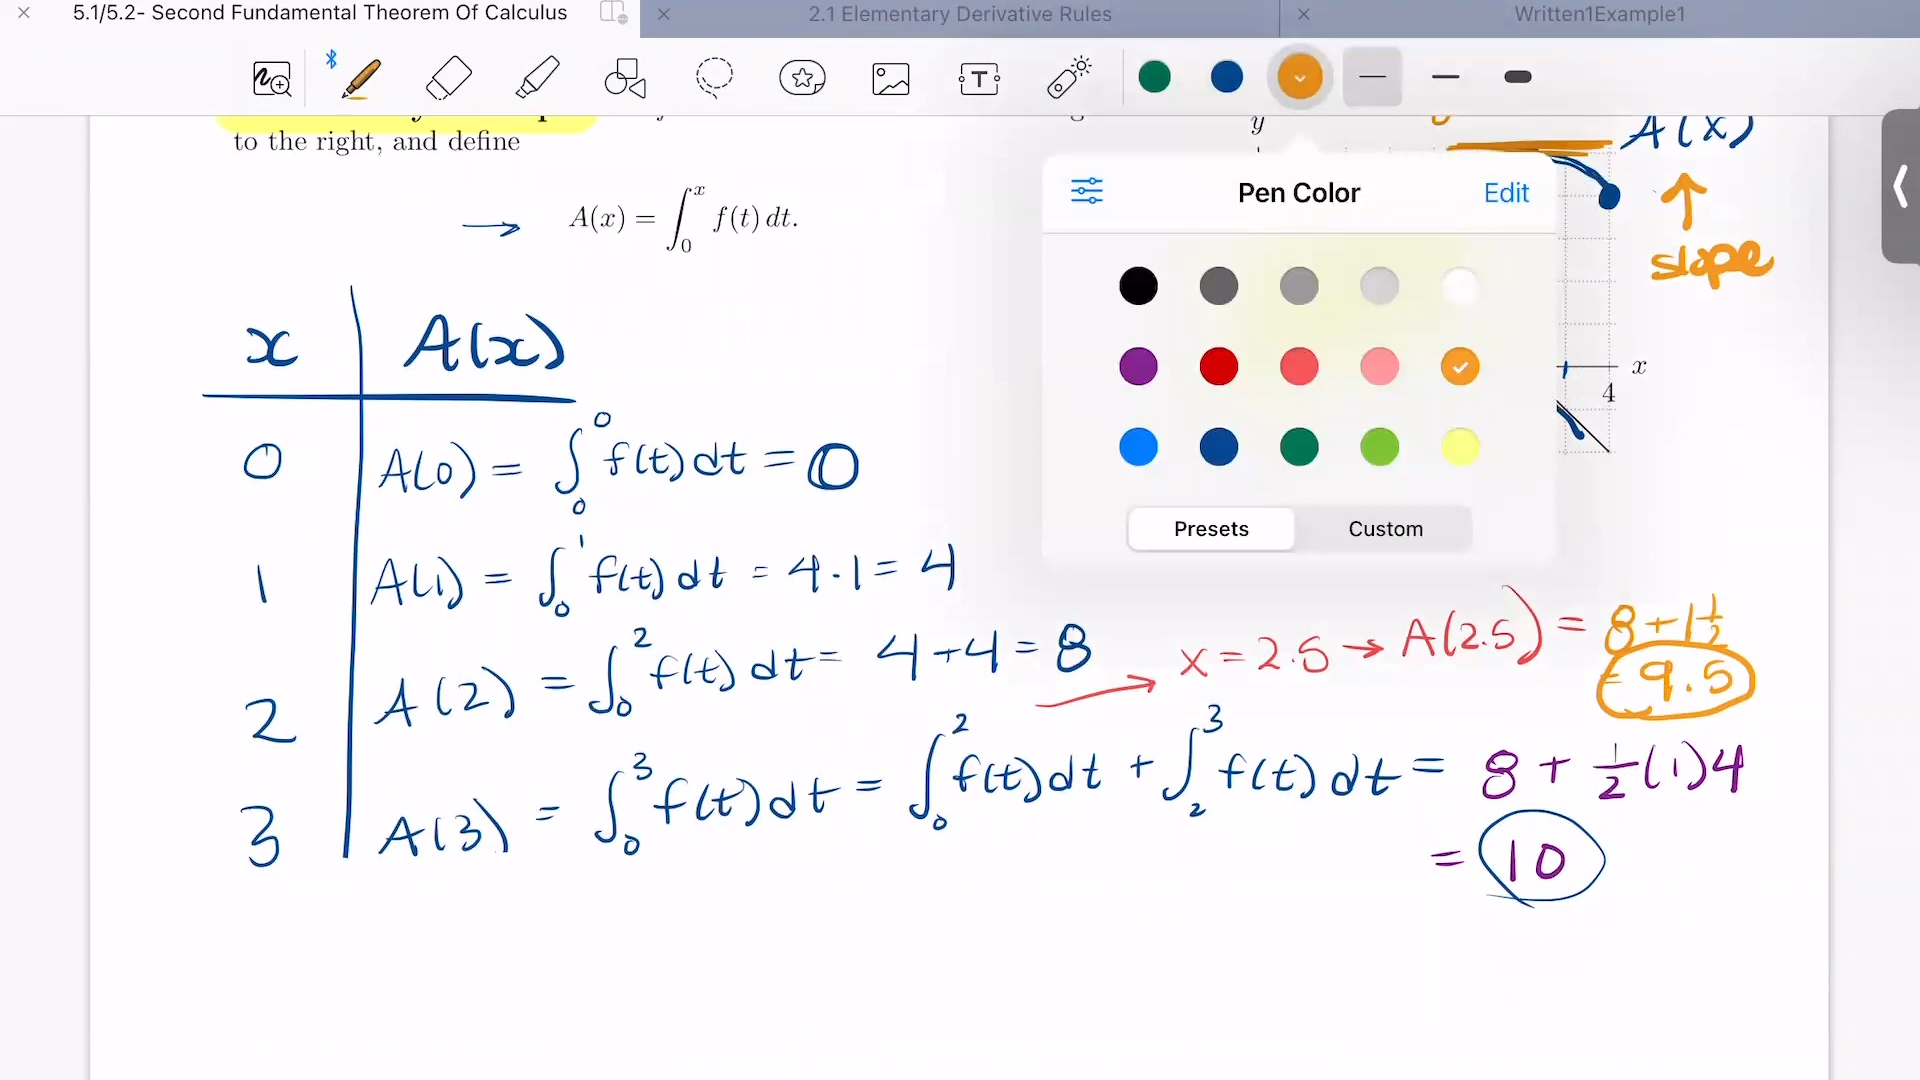 5.1/5.2- Second Fundamental Theorem Of Calculus
2.1 Elementary Derivative Rules
Written1Example1
to the right, and define
A(x) = ∫₀ˣ f(t) dt.
y
A(x)
slope
x
4
Pen Color
Edit
Presets
Custom
x | A(x)
0 | A(0) = ∫₀⁰ f(t) dt = 0
1 | A(1) = ∫₀¹ f(t) dt = 4·1 = 4
2 | A(2) = ∫₀² f(t) dt = 4+4 = 8
x = 2.5 → A(2.5) = 8+1½
= 9.5
3 | A(3) = ∫₀³ f(t) dt = ∫₀² f(t) dt + ∫₂³ f(t) dt = 8 + ½(1)4
= 10